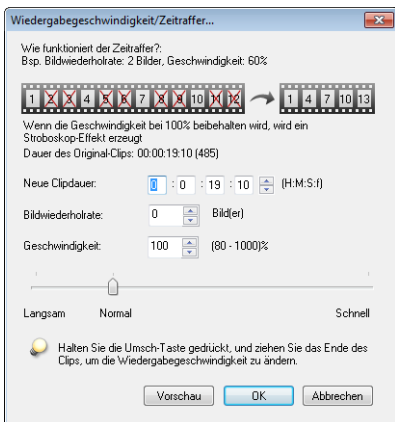 Wiedergabegeschwindigkeit/Zeitraffer...
Wie funktioniert der Zeitraffer?:
Bsp. Bildwiederholrate: 2 Bilder, Geschwindigkeit: 60%
1 2 3 4 5 6 7 8 9 10 11 12 1 4 7 10 13
Wenn die Geschwindigkeit bei 100% beibehalten wird, wird ein
Stroboskop-Effekt erzeugt
Dauer des Original-Clips: 00:00:19:10 (485)
Neue Clipdauer: 0 : 0 : 19 : 10 (H:M:S:f)
Bildwiederholrate: 0 Bild(er)
Geschwindigkeit: 100 (80 - 1000)%
Langsam Normal Schnell
Halten Sie die Umsch-Taste gedrückt, und ziehen Sie das Ende des
Clips, um die Wiedergabegeschwindigkeit zu ändern.
Vorschau OK Abbrechen